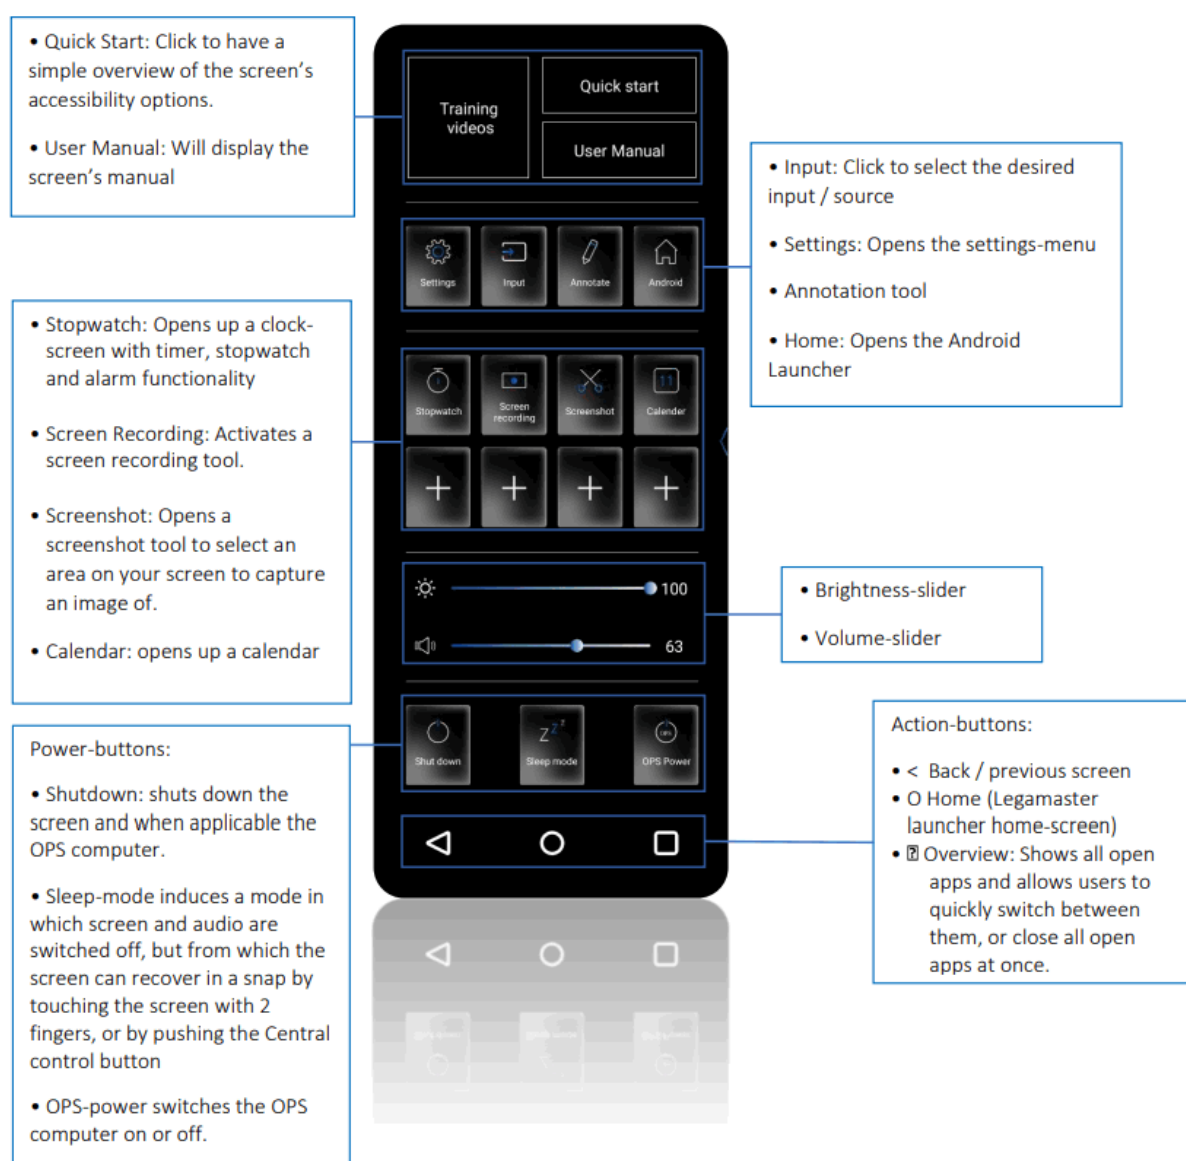 • Quick Start: Click to have a
simple overview of the screen's
accessibility options.
• User Manual: Will display the
screen's manual
Training
videos
Quick start
User Manual
• Input: Click to select the desired
input / source
• Settings: Opens the settings-menu
• Annotation tool
• Home: Opens the Android
Launcher
Settings
Input
Annotate
Android
• Stopwatch: Opens up a clock-
screen with timer, stopwatch
and alarm functionality
• Screen Recording: Activates a
screen recording tool.
• Screenshot: Opens a
screenshot tool to select an
area on your screen to capture
an image of.
• Calendar: opens up a calendar
Stopwatch
Screen
recording
Screenshot
11
Calender
100
63
• Brightness-slider
• Volume-slider
Power-buttons:
• Shutdown: shuts down the
screen and when applicable the
OPS computer.
• Sleep-mode induces a mode in
which screen and audio are
switched off, but from which the
screen can recover in a snap by
touching the screen with 2
fingers, or by pushing the Central
control button
• OPS-power switches the OPS
computer on or off.
Shut down
Sleep mode
OPS Power
Action-buttons:
• < Back / previous screen
• O Home (Legamaster
launcher home-screen)
• ⍰ Overview: Shows all open
apps and allows users to
quickly switch between
them, or close all open
apps at once.